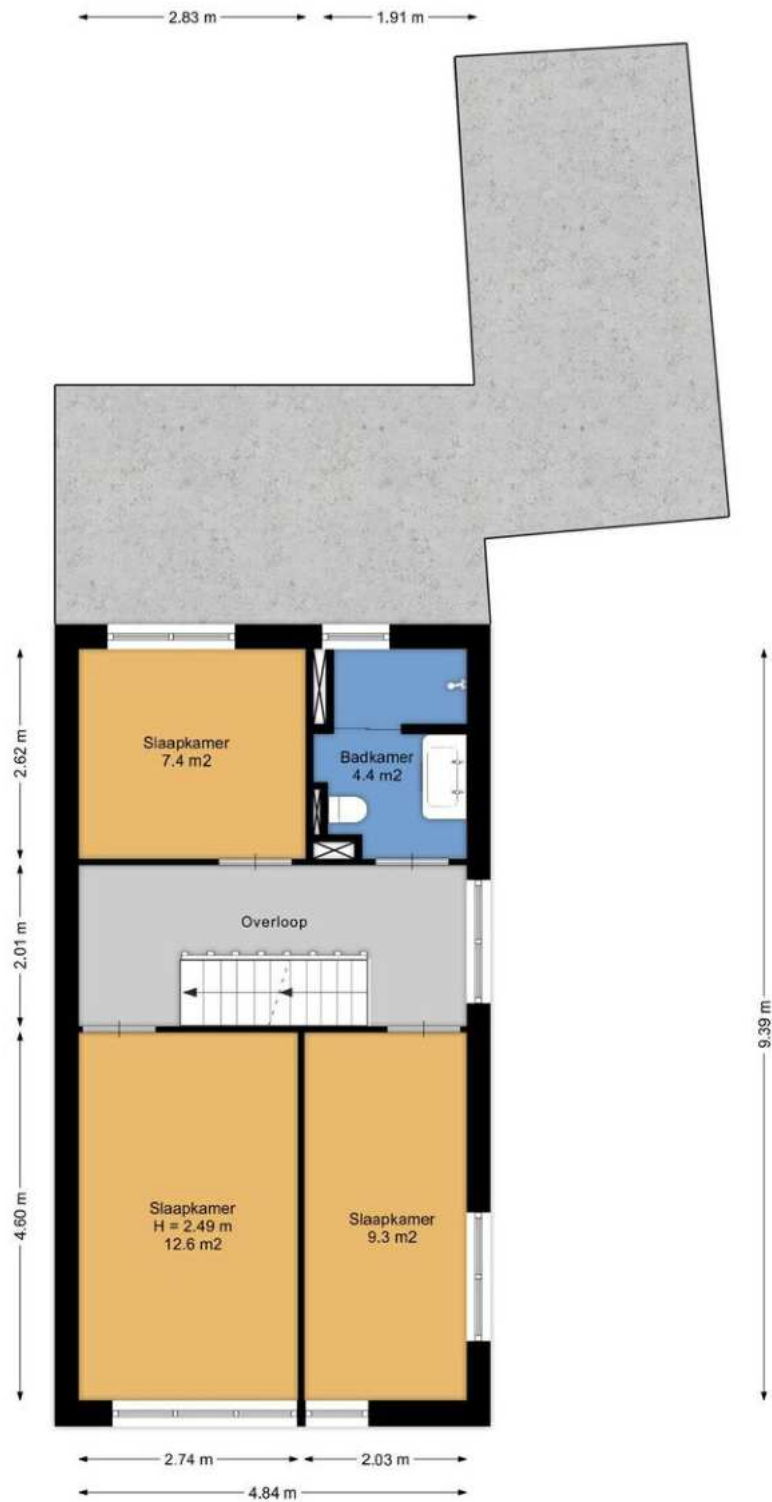 2.83 m
1.91 m
Slaapkamer
7.4 m2
Badkamer
4.4 m2
2.62 m
Overloop
2.01 m
9.39 m
Slaapkamer
H = 2.49 m
12.6 m2
Slaapkamer
9.3 m2
4.60 m
2.74 m
2.03 m
4.84 m